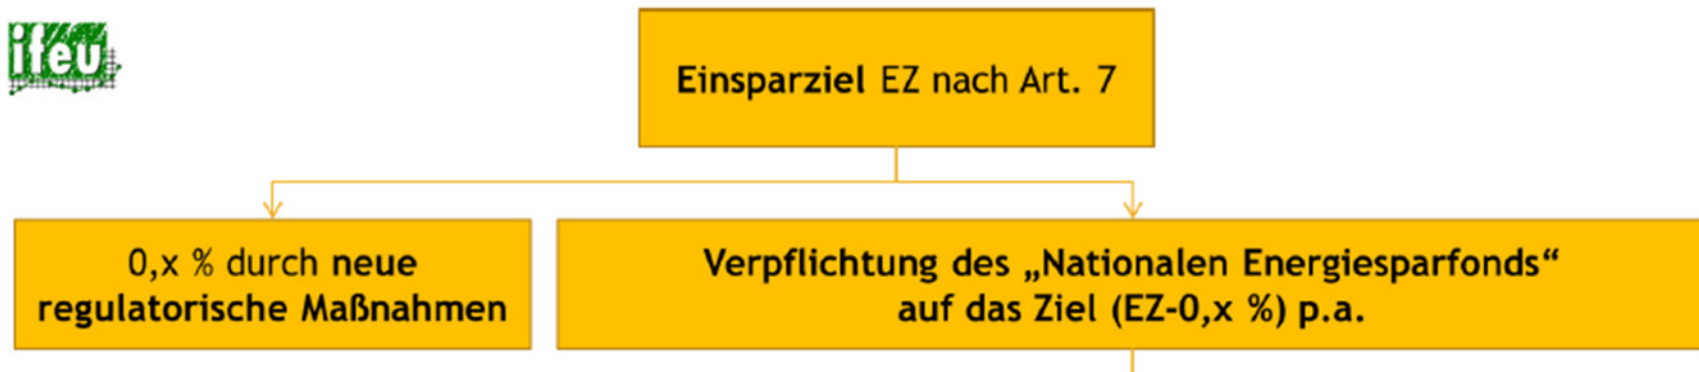 ifeu
Einsparziel EZ nach Art. 7
0,x % durch neue
regulatorische Maßnahmen
Verpflichtung des „Nationalen Energiesparfonds“
auf das Ziel (EZ-0,x %) p.a.